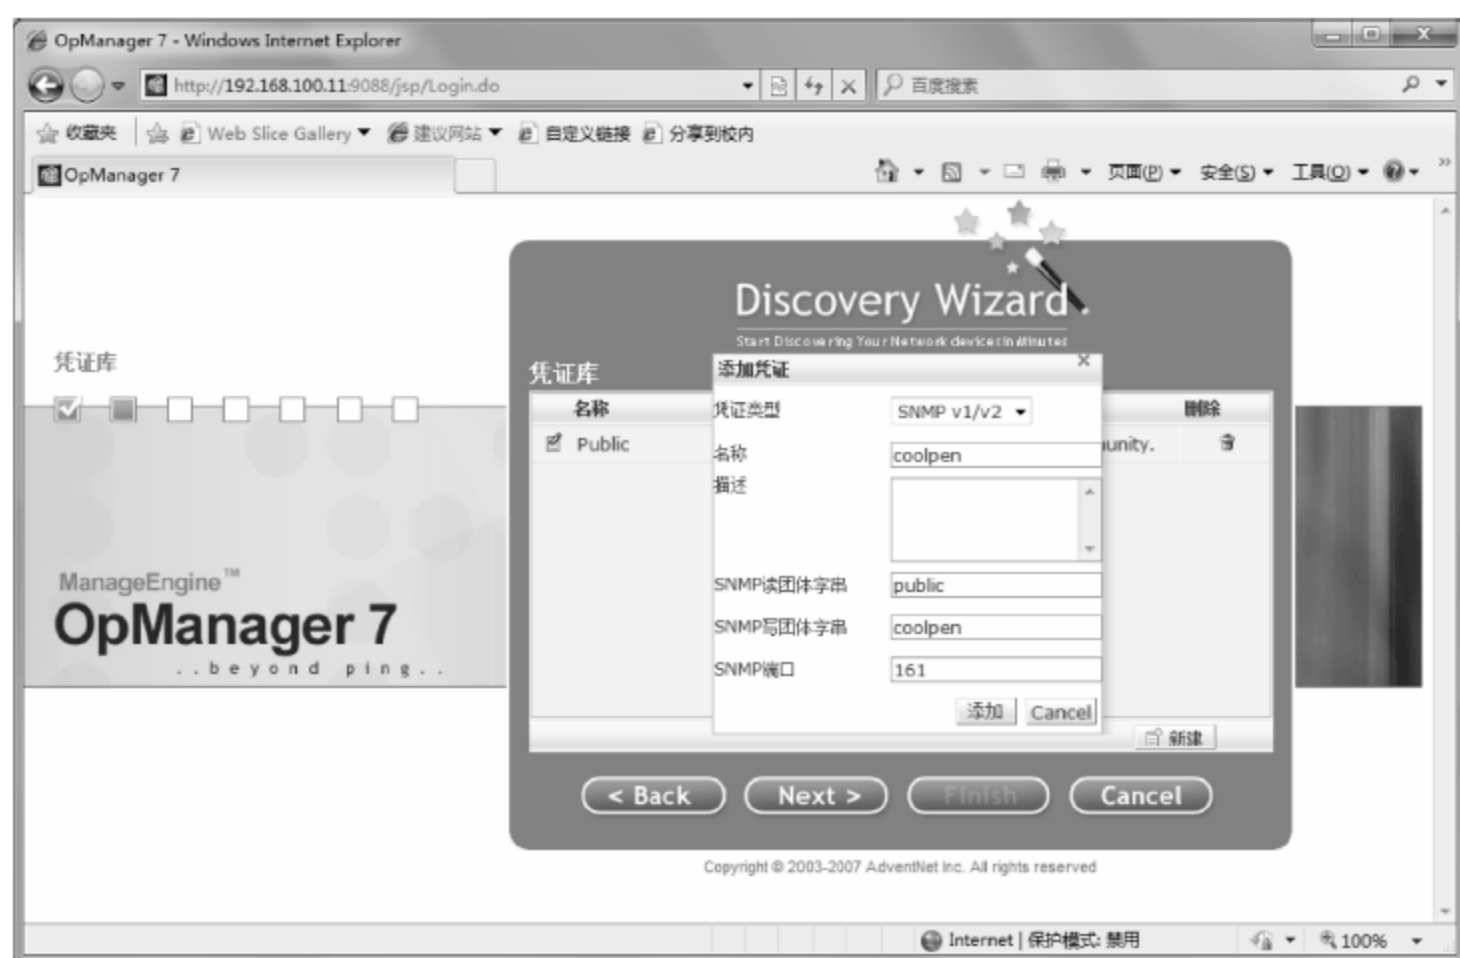 OpManager 7 - Windows Internet Explorer
http://192.168.100.11:9088/jsp/Login.do
百度搜索
收藏夹 Web Slice Gallery 建议网站 自定义链接 分享到校内
OpManager 7
页面(P) 安全(S) 工具(O)
Discovery Wizard
Start Discovering Your Network devices in Minutes
凭证库
凭证库
添加凭证
名称
删除
凭证类型 SNMP v1/v2
Public
unity.
名称 coolpen
描述
ManageEngine™
OpManager 7
..beyond ping..
SNMP读团体字串 public
SNMP写团体字串 coolpen
SNMP端口 161
添加 Cancel
新建
< Back Next > Finish Cancel
Copyright © 2003-2007 AdventNet Inc. All rights reserved
Internet | 保护模式: 禁用
100%